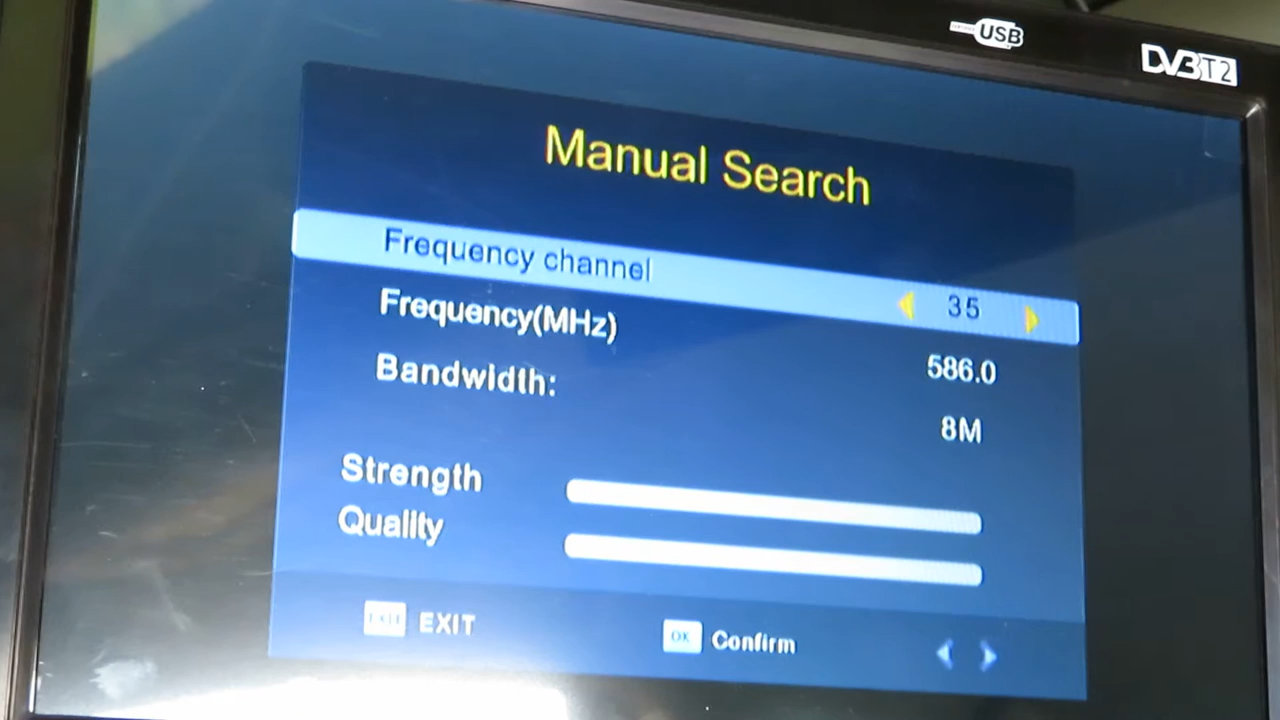 USB
DVB T2
Manual Search
Frequency channel 35
Frequency(MHz) 586.0
Bandwidth: 8M
Strength
Quality
EXIT EXIT
OK Confirm